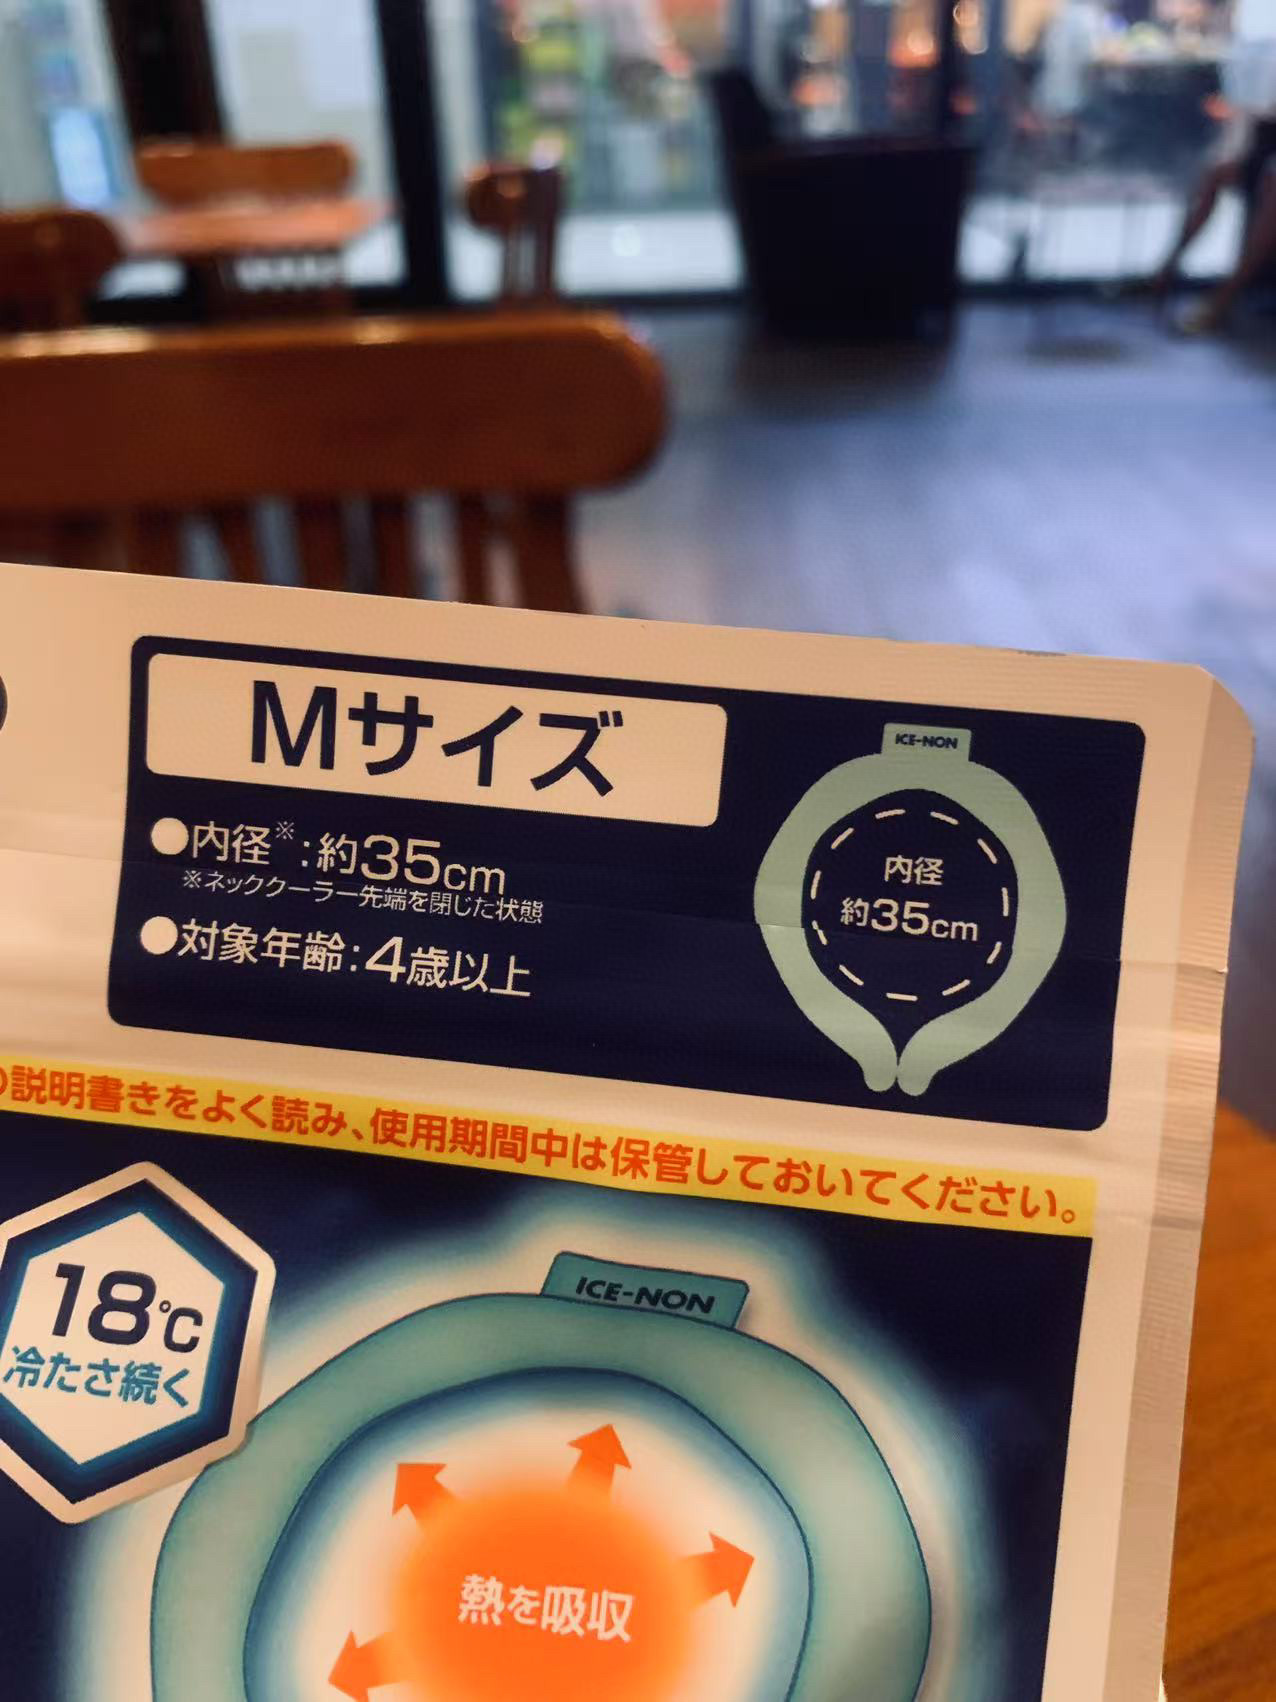 Mサイズ
●内径※:約35cm
※ネッククーラー先端を閉じた状態
●対象年齢:4歳以上
ICE-NON
内径
約35cm
説明書きをよく読み、使用期間中は保管しておいてください。
18℃
冷たさ続く
ICE-NON
熱を吸収